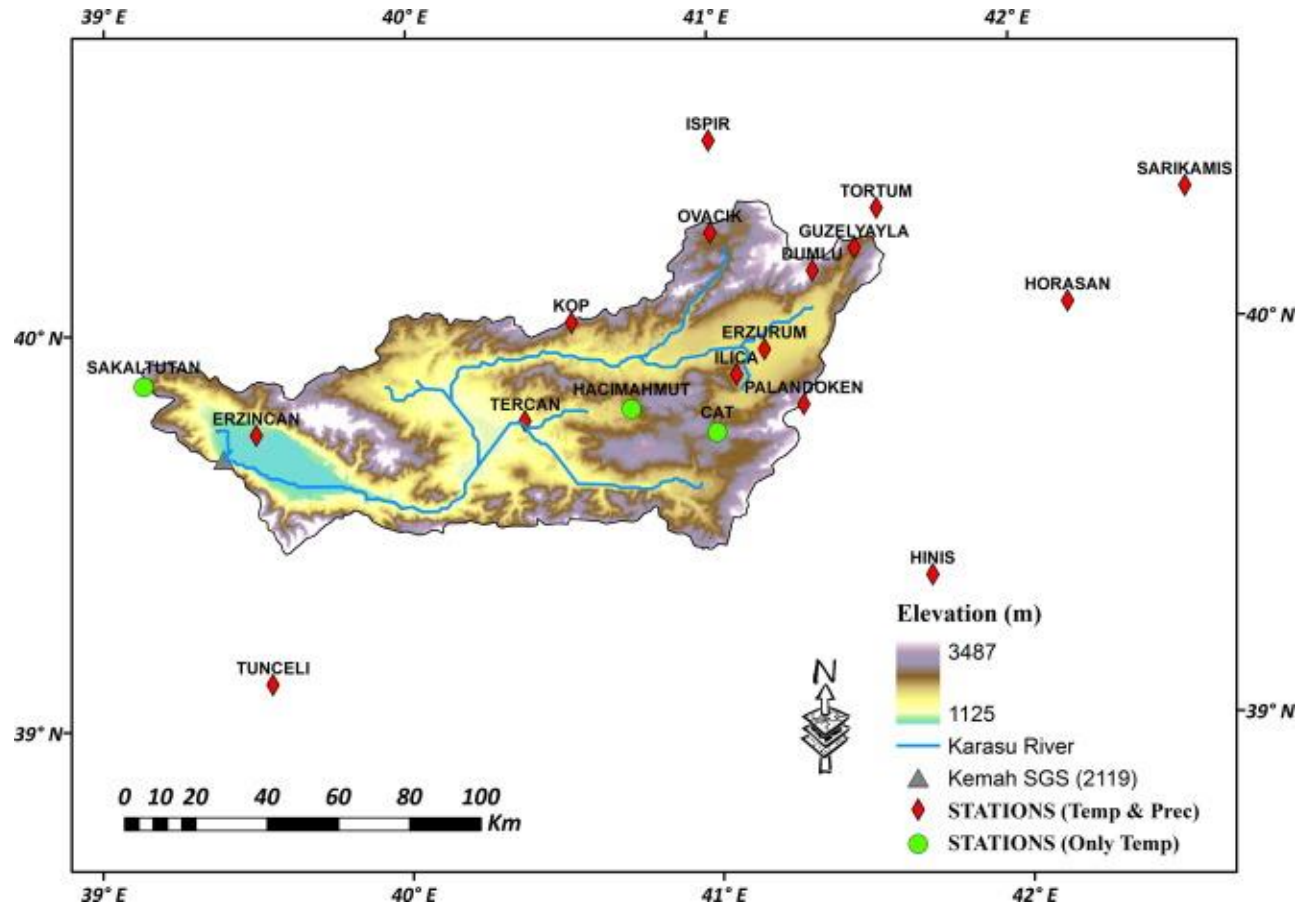 39° E 40° E 41° E 42° E
ISPIR
SARIKAMIS
TORTUM
OVACIK
GUZELYAYLA
DUMLU
HORASAN
KOP
40° N 40° N
ERZURUM
SAKALTUTAN
ILICA
HACIMAHMUT PALANDOKEN
TERCAN CAT
ERZINCAN
HINIS
Elevation (m)
3487
1125
TUNCELI
N
39° N 39° N
Karasu River
Kemah SGS (2119)
STATIONS (Temp & Prec)
STATIONS (Only Temp)
0 10 20 40 60 80 100
Km
39° E 40° E 41° E 42° E